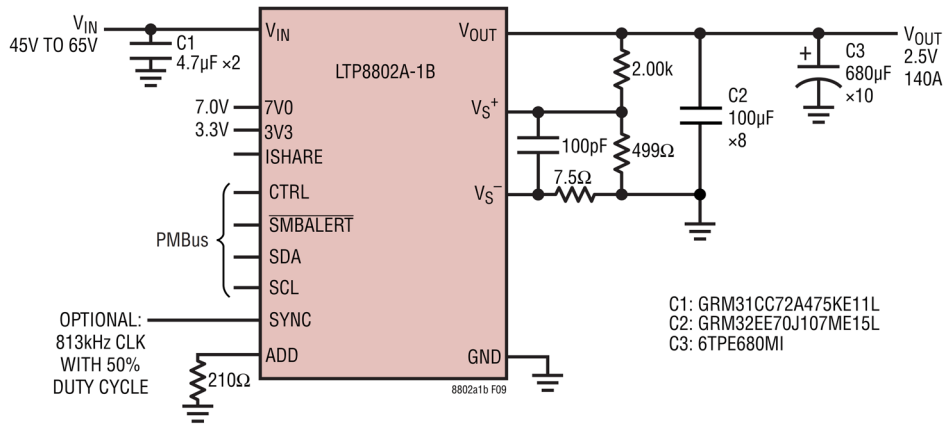 VIN
45V TO 65V
C1
4.7µF ×2
7.0V
3.3V
PMBus
OPTIONAL:
813kHz CLK
WITH 50%
DUTY CYCLE
210Ω
VIN
LTP8802A-1B
7V0
3V3
ISHARE
CTRL
SMBALERT
SDA
SCL
SYNC
ADD
VOUT
VS+
VS–
GND
8802a1b F09
2.00k
100pF
499Ω
7.5Ω
C2
100µF
×8
+
C3
680µF
×10
VOUT
2.5V
140A
C1: GRM31CC72A475KE11L
C2: GRM32EE70J107ME15L
C3: 6TPE680MI